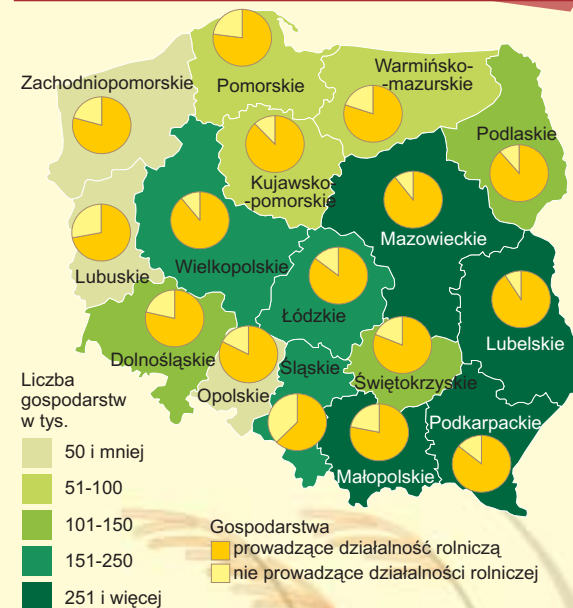 Zachodniopomorskie
Pomorskie
Warmińsko-
-mazurskie
Podlaskie
Kujawsko-
-pomorskie
Mazowieckie
Lubuskie
Wielkopolskie
Łódzkie
Lubelskie
Dolnośląskie
Opolskie
Śląskie
Świętokrzyskie
Małopolskie
Podkarpackie
Liczba
gospodarstw
w tys.
50 i mniej
51-100
101-150
151-250
251 i więcej
Gospodarstwa
prowadzące działalność rolniczą
nie prowadzące działalności rolniczej